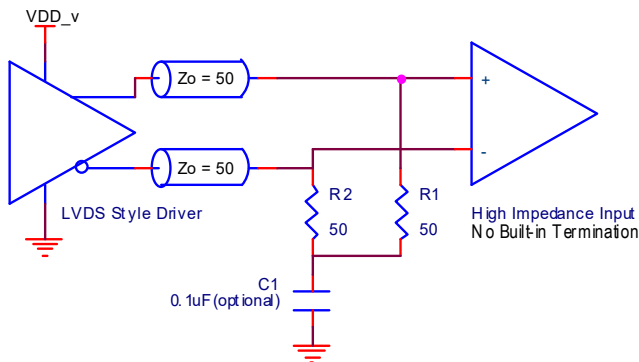 VDD_v
Zo = 50
+
Zo = 50
-
LVDS Style Driver
R2
50
R1
50
High Impedance Input
No Built-in Termination
C1
0.1uF(optional)